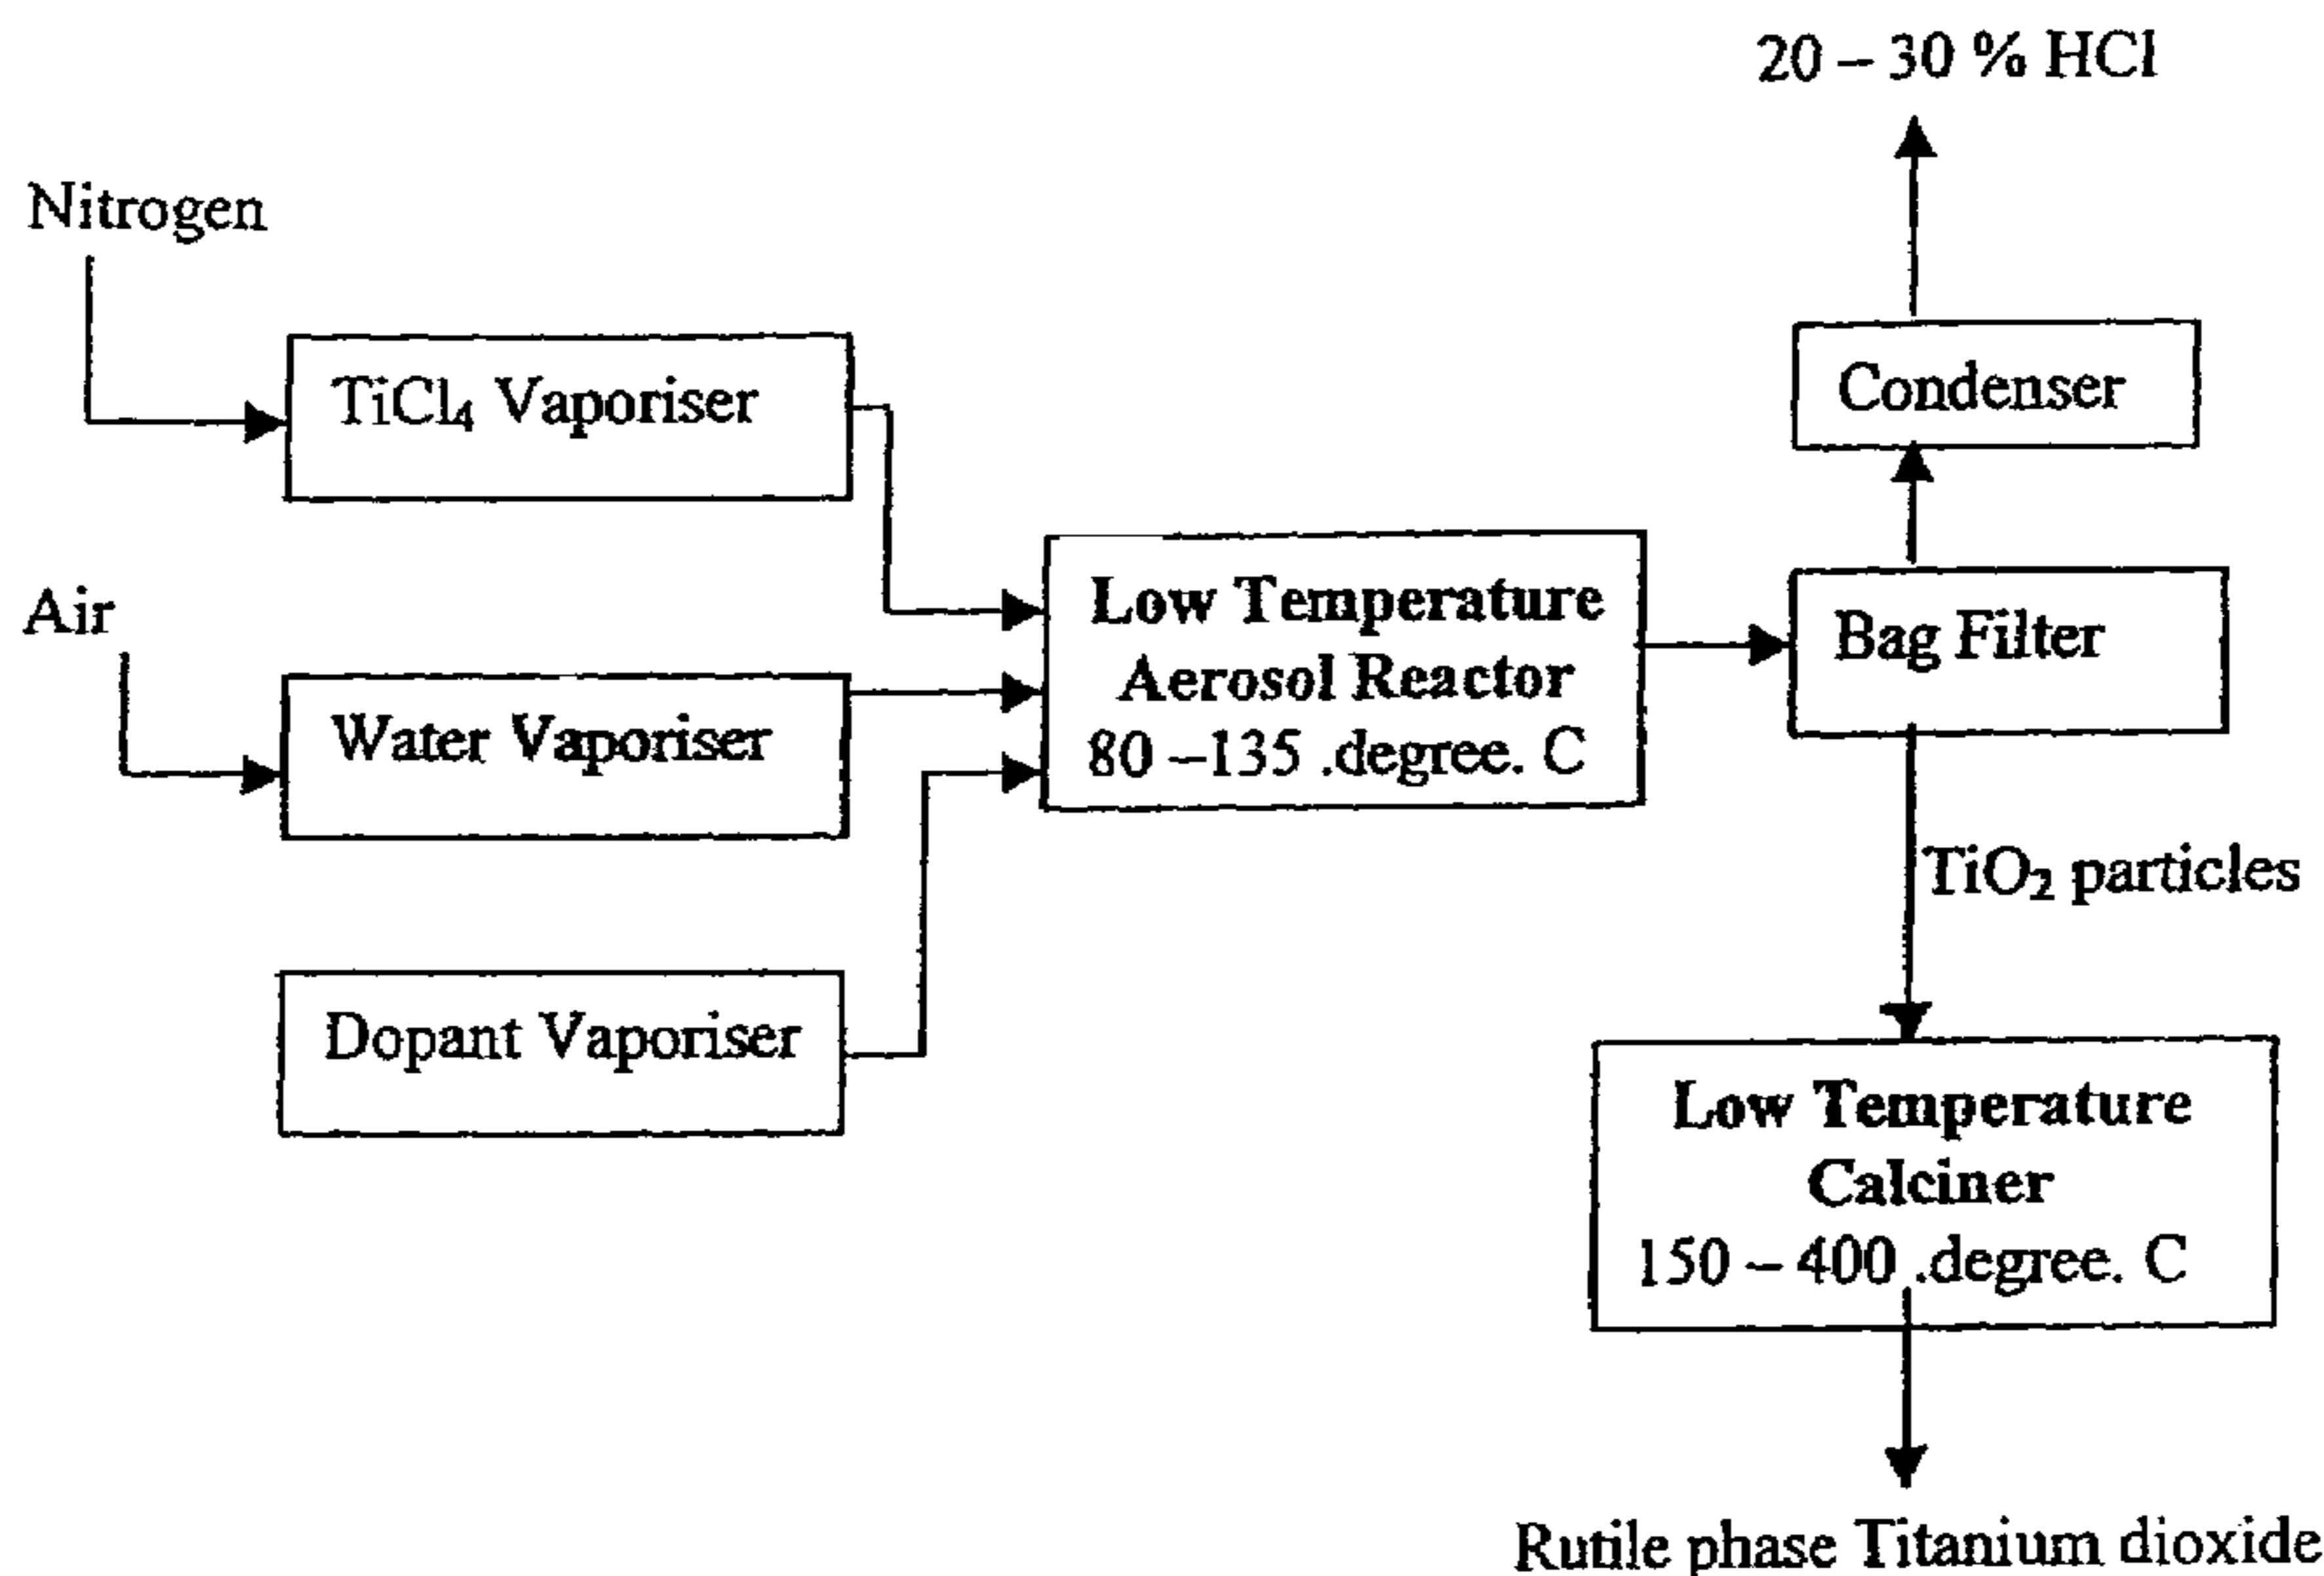 20 – 30 % HCl
Nitrogen
TiCl₄ Vaporiser
Condenser
Air
Low Temperature
Aerosol Reactor
80 –135 .degree. C
Bag Filter
Water Vaporiser
TiO₂ particles
Dopant Vaporiser
Low Temperature
Calciner
150 – 400 .degree. C
Rutile phase Titanium dioxide